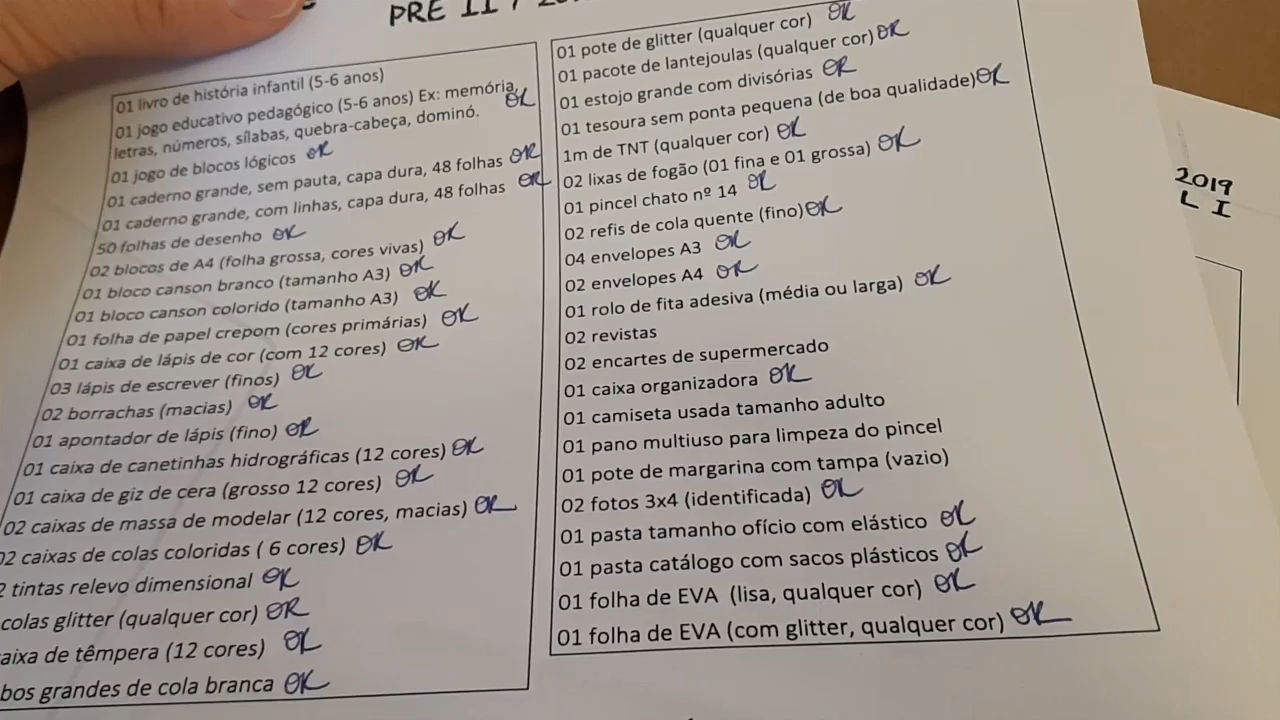 PRÉ II
01 livro de história infantil (5-6 anos)
01 jogo educativo pedagógico (5-6 anos) Ex: memória,
letras, números, sílabas, quebra-cabeça, dominó. OK
01 jogo de blocos lógicos OK
01 caderno grande, sem pauta, capa dura, 48 folhas OK
01 caderno grande, com linhas, capa dura, 48 folhas OK
50 folhas de desenho OK
02 blocos de A4 (folha grossa, cores vivas) OK
01 bloco canson branco (tamanho A3) OK
01 bloco canson colorido (tamanho A3) OK
01 folha de papel crepom (cores primárias) OK
01 caixa de lápis de cor (com 12 cores) OK
03 lápis de escrever (finos) OK
02 borrachas (macias) OK
01 apontador de lápis (fino) OK
01 caixa de canetinhas hidrográficas (12 cores) OK
01 caixa de giz de cera (grosso 12 cores) OK
02 caixas de massa de modelar (12 cores, macias) OK
02 caixas de colas coloridas ( 6 cores) OK
2 tintas relevo dimensional OK
colas glitter (qualquer cor) OK
aixa de têmpera (12 cores) OK
bos grandes de cola branca OK
01 pote de glitter (qualquer cor) OK
01 pacote de lantejoulas (qualquer cor) OK
01 estojo grande com divisórias OK
01 tesoura sem ponta pequena (de boa qualidade) OK
1m de TNT (qualquer cor) OK
02 lixas de fogão (01 fina e 01 grossa) OK
01 pincel chato nº 14 OK
02 refis de cola quente (fino) OK
04 envelopes A3 OK
02 envelopes A4 OK
01 rolo de fita adesiva (média ou larga) OK
02 revistas
02 encartes de supermercado
01 caixa organizadora OK
01 camiseta usada tamanho adulto
01 pano multiuso para limpeza do pincel
01 pote de margarina com tampa (vazio)
02 fotos 3x4 (identificada) OK
01 pasta tamanho ofício com elástico OK
01 pasta catálogo com sacos plásticos OK
01 folha de EVA (lisa, qualquer cor) OK
01 folha de EVA (com glitter, qualquer cor) OK
2019
L I